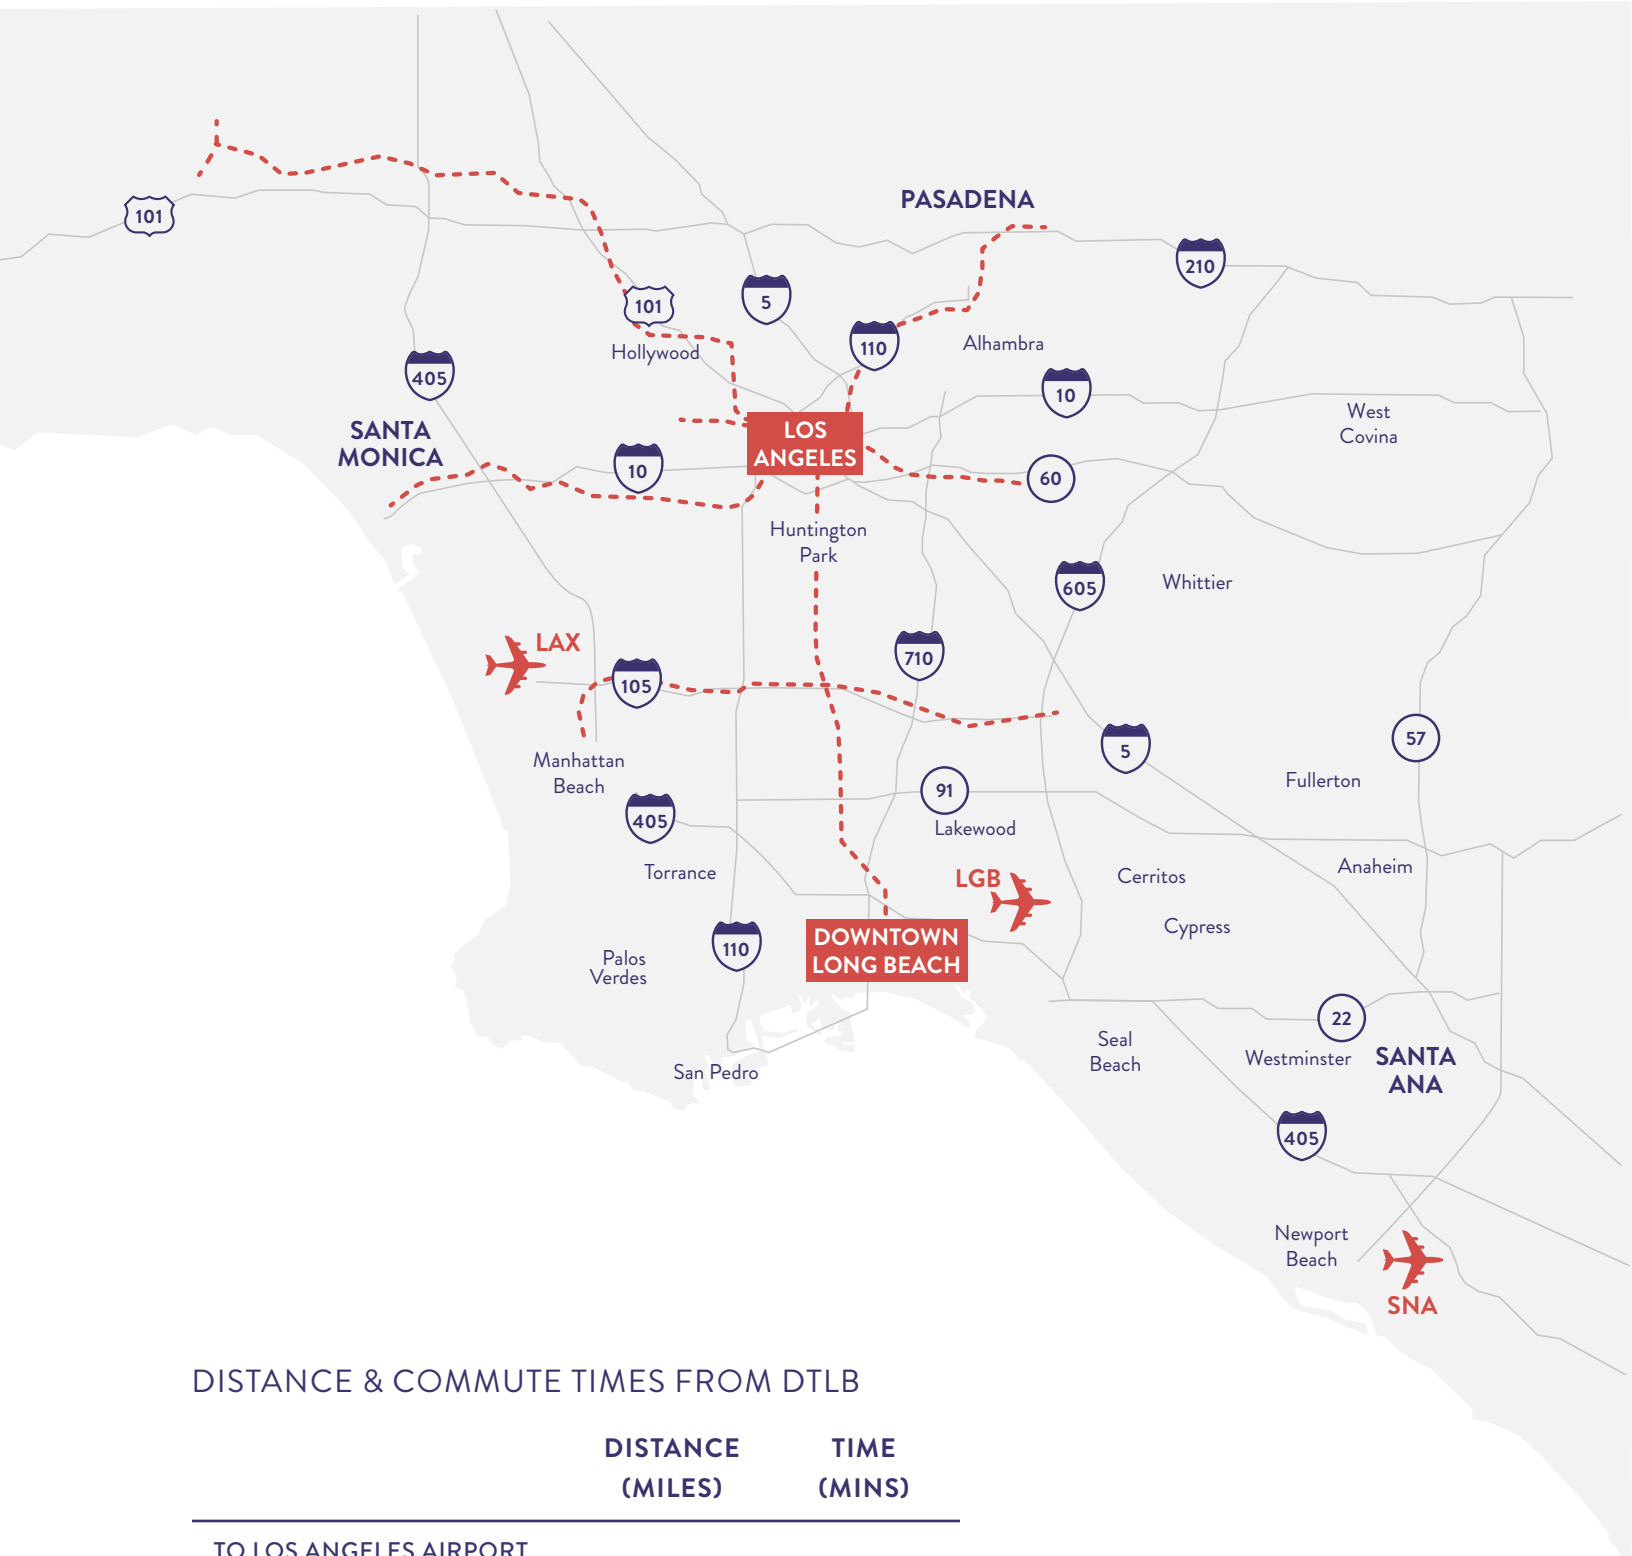 PASADENA
101
210
101
5
110
Alhambra
Hollywood
405
10
West
Covina
SANTA
MONICA
LOS
ANGELES
10
60
Huntington
Park
605
Whittier
LAX
710
105
5
57
Manhattan
Beach
Fullerton
91
405
Lakewood
Torrance
LGB
Cerritos
Anaheim
Cypress
110
DOWNTOWN
LONG BEACH
Palos
Verdes
22
Seal
Beach
Westminster
SANTA
ANA
San Pedro
405
Newport
Beach
SNA
DISTANCE & COMMUTE TIMES FROM DTLB
DISTANCE
(MILES)
TIME
(MINS)
TO LOS ANGELES AIRPORT